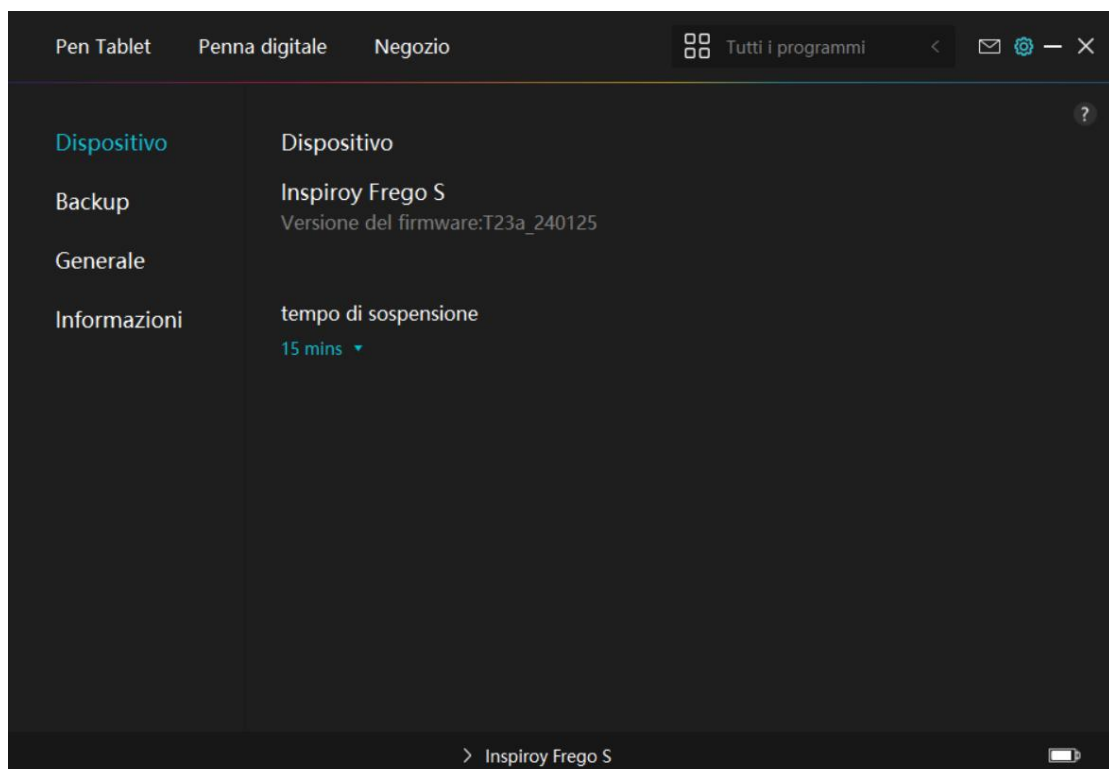 Pen Tablet Penna digitale Negozio Tutti i programmi
?
Dispositivo
Backup
Generale
Informazioni
Dispositivo
Inspiroy Frego S
Versione del firmware:T23a_240125
tempo di sospensione
15 mins
Inspiroy Frego S